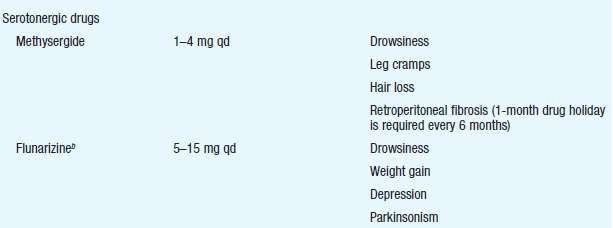 Serotonergic drugs
Methysergide 1–4 mg qd Drowsiness
Leg cramps
Hair loss
Retroperitoneal fibrosis (1-month drug holiday
is required every 6 months)
Flunarizineᵇ 5–15 mg qd Drowsiness
Weight gain
Depression
Parkinsonism